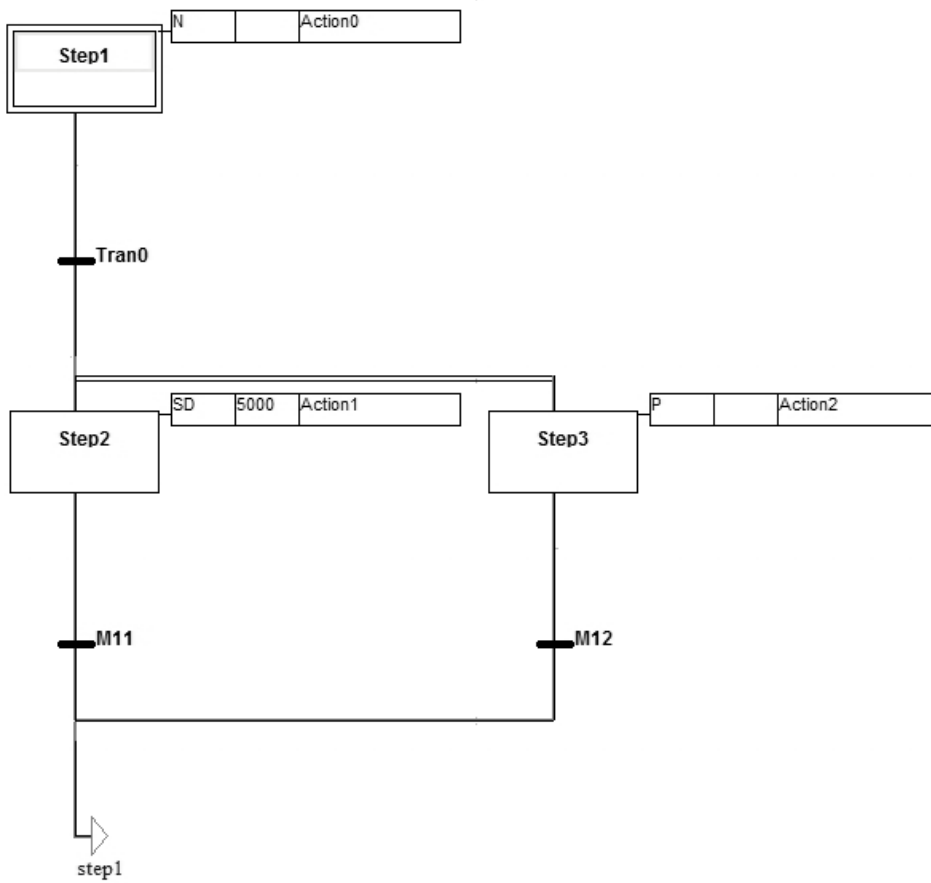 N Action0
Step1
Tran0
SD 5000 Action1
P Action2
Step2
Step3
M11
M12
step1